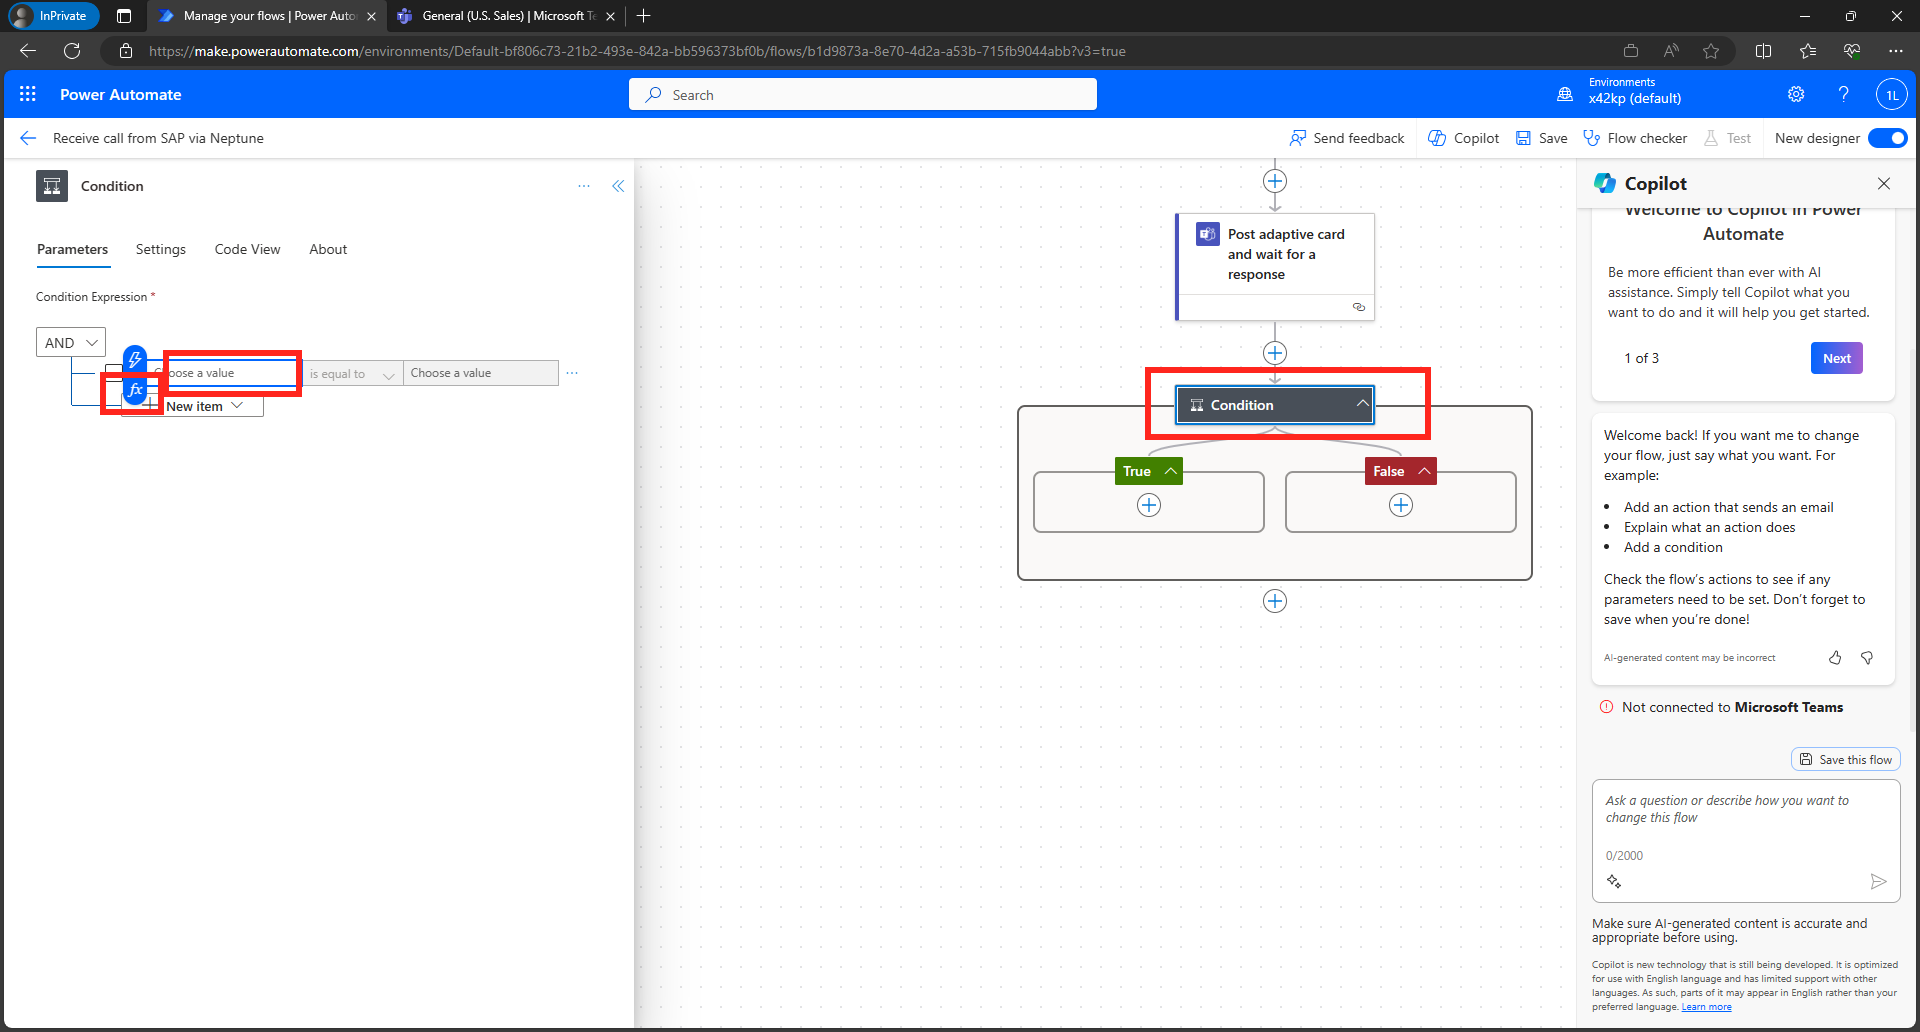 InPrivate
Manage your flows | Power Auto
General (U.S. Sales) | Microsoft Te
https://make.powerautomate.com/environments/Default-bf806c73-21b2-493e-842a-bb596373bf0b/flows/b1d9873a-8e70-4d2a-a53b-715fb9044abb?v3=true
Power Automate
Search
Environments
x42kp (default)
1L
Receive call from SAP via Neptune
Send feedback
Copilot
Save
Flow checker
Test
New designer
Condition
Parameters
Settings
Code View
About
Condition Expression *
AND
Choose a value
is equal to
Choose a value
fx
New item
Post adaptive card
and wait for a
response
Condition
True
False
Copilot
Welcome to Copilot in Power
Automate
Be more efficient than ever with AI
assistance. Simply tell Copilot what you
want to do and it will help you get started.
1 of 3
Next
Welcome back! If you want me to change
your flow, just say what you want. For
example:
• Add an action that sends an email
• Explain what an action does
• Add a condition
Check the flow's actions to see if any
parameters need to be set. Don't forget to
save when you're done!
AI-generated content may be incorrect
Not connected to Microsoft Teams
Save this flow
Ask a question or describe how you want to
change this flow
0/2000
Make sure AI-generated content is accurate and
appropriate before using.
Copilot is new technology that is still being developed. It is optimized
for use with English language and has limited support with other
languages. As such, parts of it may appear in English rather than your
preferred language. Learn more